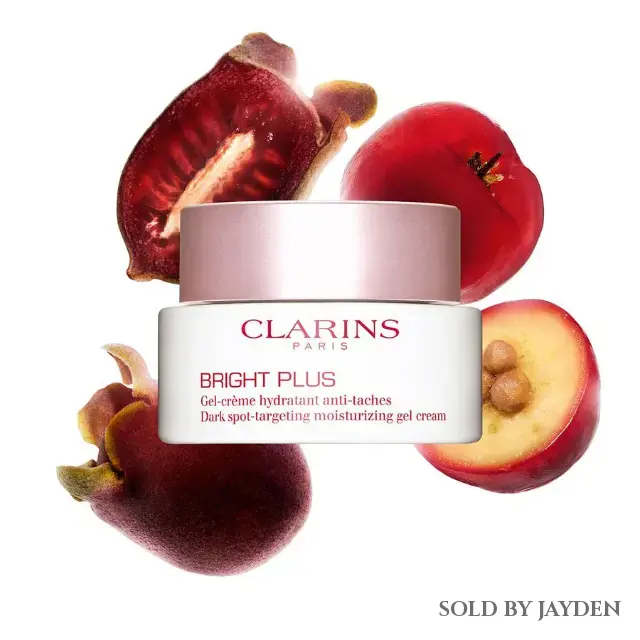 CLARINS
PARIS
BRIGHT PLUS
Gel-crème hydratant anti-taches
Dark spot-targeting moisturizing gel cream
SOLD BY JAYDEN